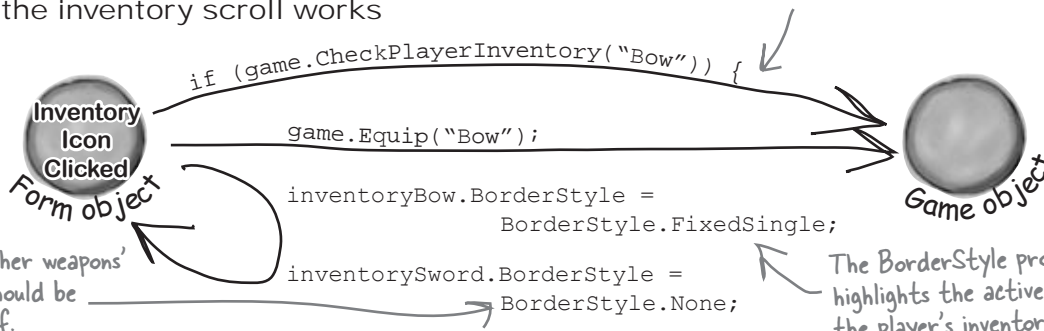 the inventory scroll works
if (game.CheckPlayerInventory("Bow")) {
Inventory
Icon
Clicked
Form object
game.Equip("Bow");
Game object
inventoryBow.BorderStyle =
BorderStyle.FixedSingle;
inventorySword.BorderStyle =
BorderStyle.None;
her weapons'
hould be
f.
The BorderStyle pro
highlights the active
the player's inventor